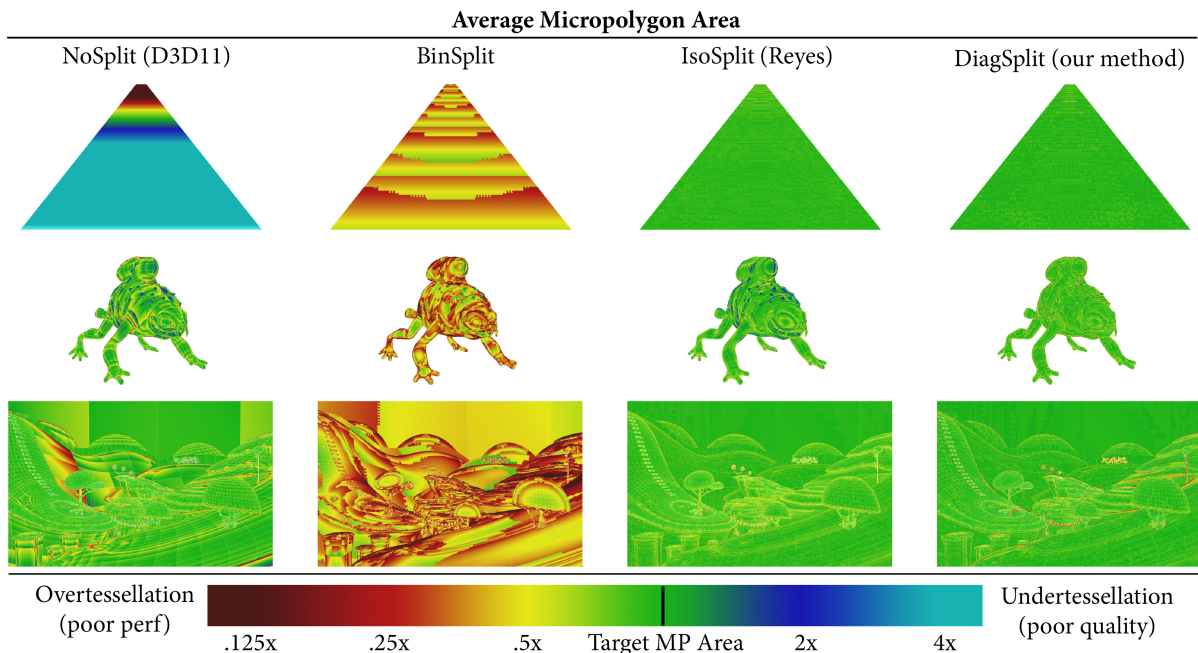 Average Micropolygon Area
NoSplit (D3D11)
BinSplit
IsoSplit (Reyes)
DiagSplit (our method)
Overtessellation
(poor perf)
.125x
.25x
.5x
Target MP Area
2x
4x
Undertessellation
(poor quality)